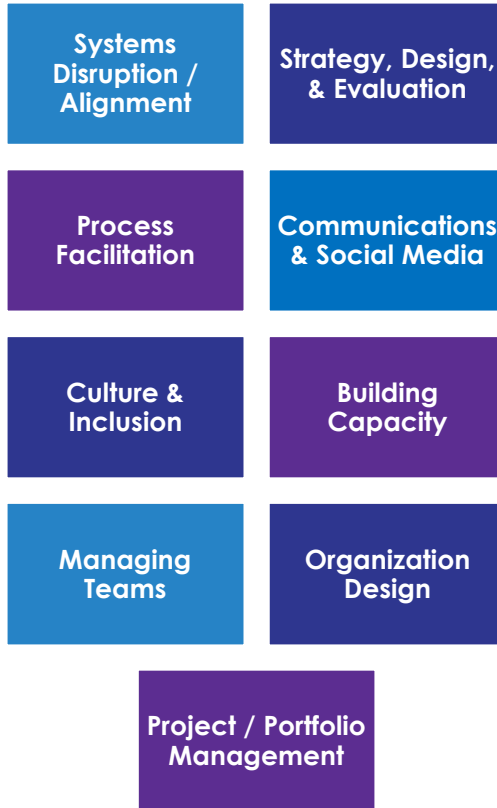 Systems
Disruption /
Alignment
Strategy, Design,
& Evaluation
Process
Facilitation
Communications
& Social Media
Culture &
Inclusion
Building
Capacity
Managing
Teams
Organization
Design
Project / Portfolio
Management